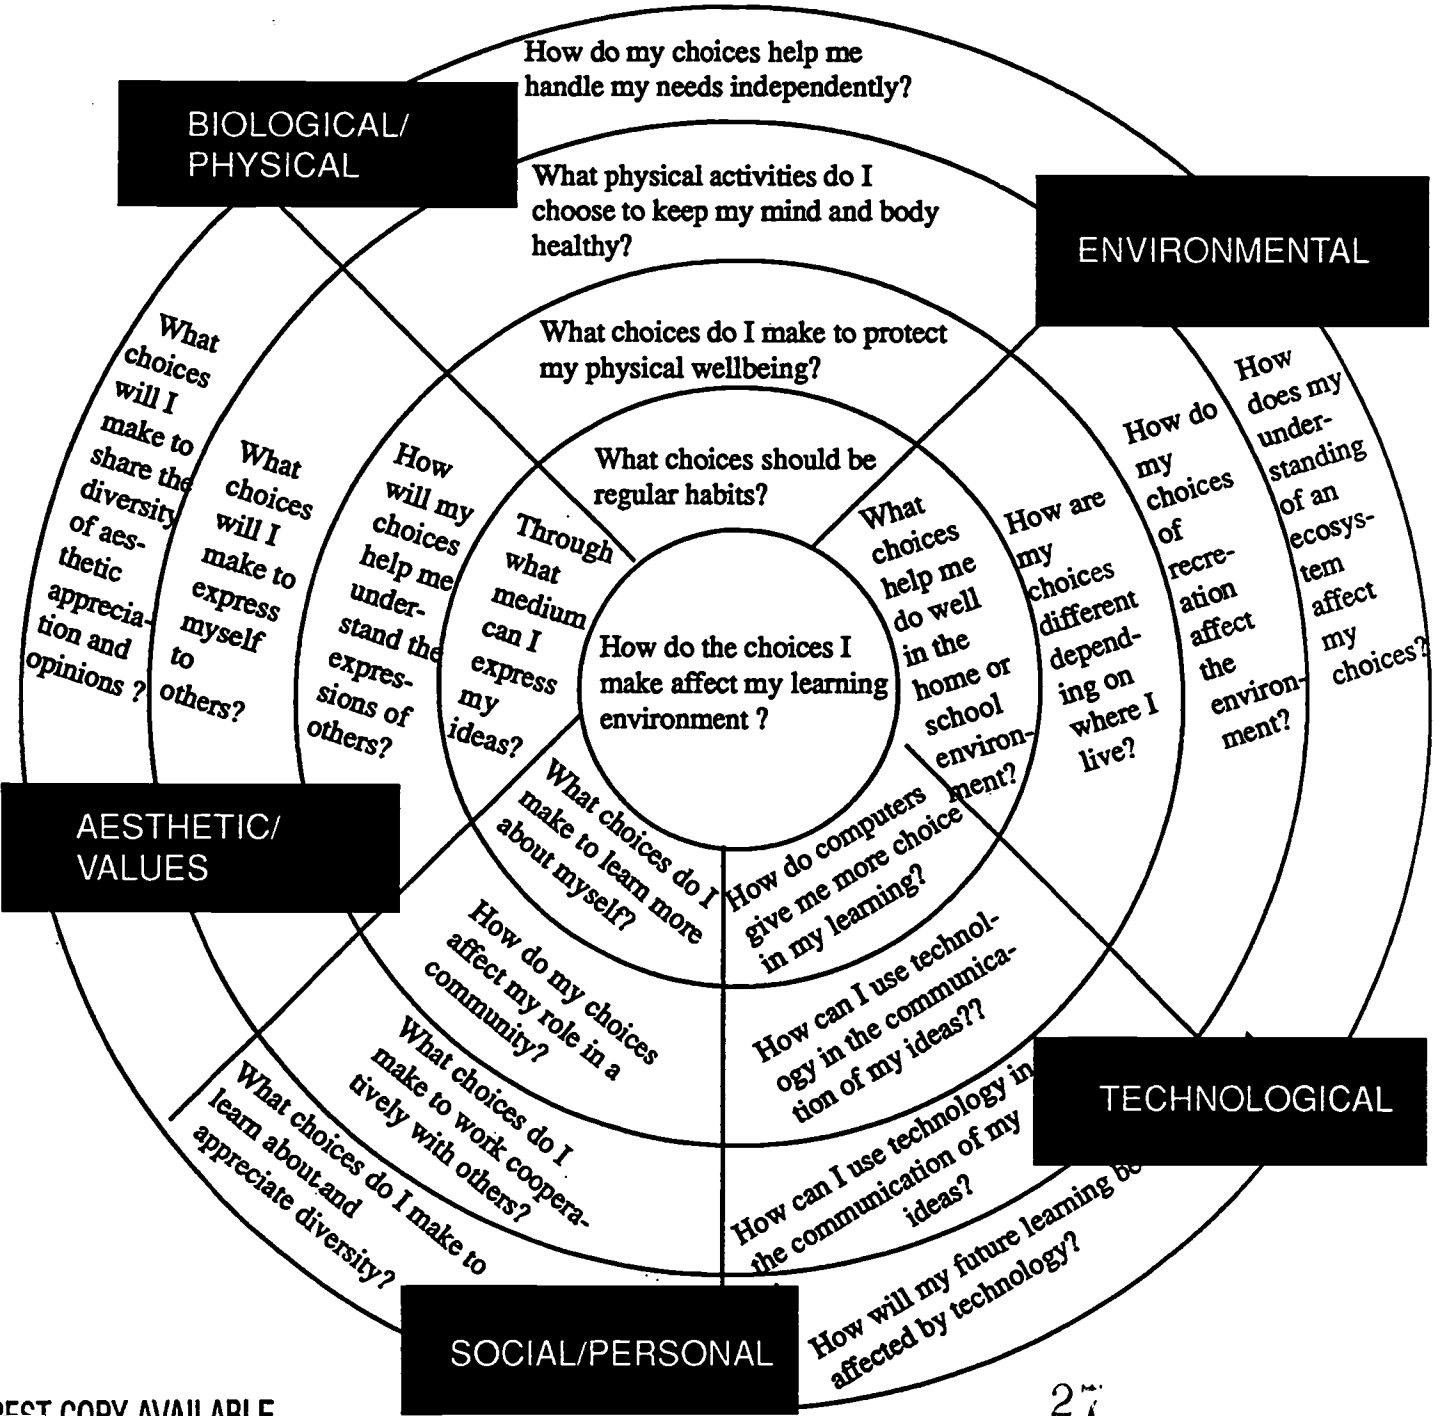 How do my choices help me
handle my needs independently?
BIOLOGICAL/
PHYSICAL
What physical activities do I
choose to keep my mind and body
healthy?
ENVIRONMENTAL
What choices do I make to protect
my physical wellbeing?
What choices should be
regular habits?
What
choices
will I
make to
share the
diversity
of aes-
thetic
apprecia-
tion and
opinions ?
What
choices
will I
make to
express
myself
to
others?
How
will my
choices
help me
under-
stand the
expres-
sions of
others?
Through
what
medium
can I
express
my
ideas?
How do the choices I
make affect my learning
environment ?
What
choices
help me
do well
in the
home or
school
environ-
ment?
How are
my
choices
different
depend-
ing on
where I
live?
How do
my
choices
of
recre-
ation
affect
the
environ-
ment?
How
does my
under-
standing
of an
ecosys-
tem
affect
my
choices?
AESTHETIC/
VALUES
What choices do I
make to learn more
about myself?
How do my choices
affect my role in a
community?
What choices do I
make to work coopera-
tively with others?
What choices do I make to
learn about and
appreciate diversity?
How do computers
give me more choice
in my learning?
How can I use technol-
ogy in the communica-
tion of my ideas??
How can I use technology in
the communication of my
ideas?
How will my future learning be
affected by technology?
TECHNOLOGICAL
SOCIAL/PERSONAL
BEST COPY AVAILABLE
27